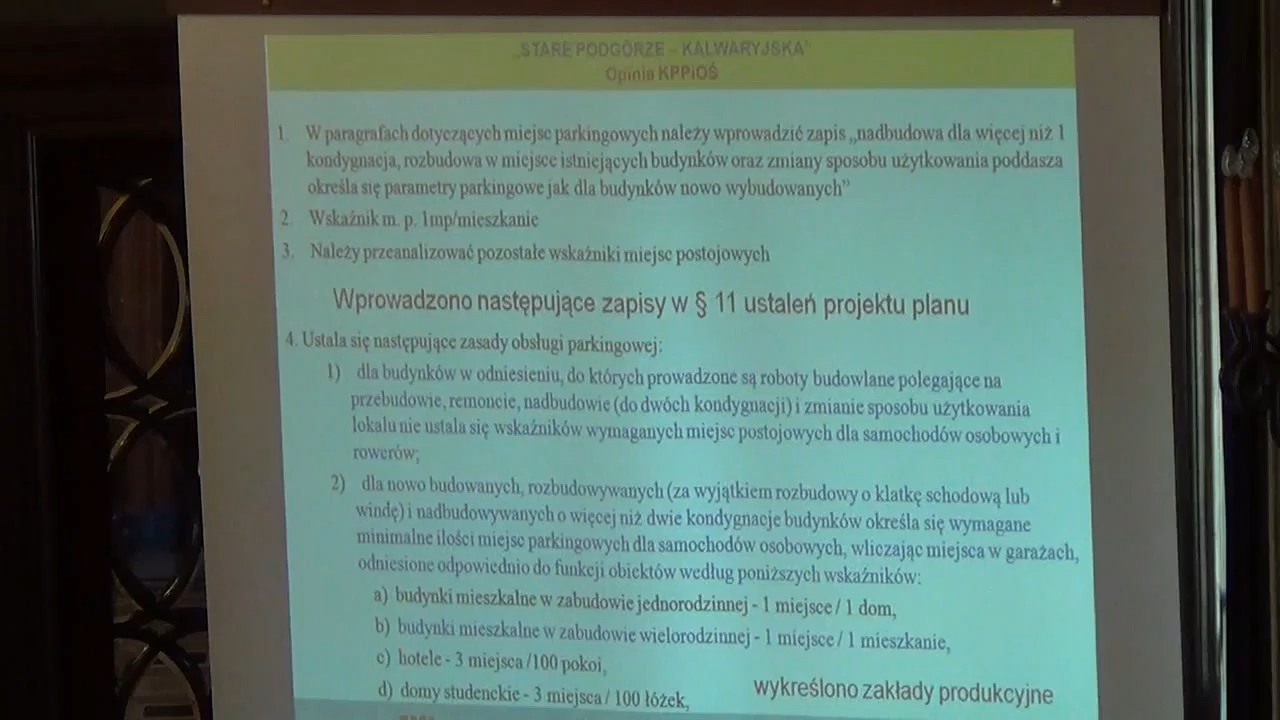 „STARE PODGÓRZE - KALWARYJSKA"
Opinia KPPiOŚ
1. W paragrafach dotyczących miejsc parkingowych należy wprowadzić zapis „nadbudowa dla więcej niż 1
kondygnacja, rozbudowa w miejsce istniejących budynków oraz zmiany sposobu użytkowania poddasza
określa się parametry parkingowe jak dla budynków nowo wybudowanych"
2. Wskaźnik m. p. 1mp/mieszkanie
3. Należy przeanalizować pozostałe wskaźniki miejsc postojowych
Wprowadzono następujące zapisy w § 11 ustaleń projektu planu
4. Ustala się następujące zasady obsługi parkingowej:
1) dla budynków w odniesieniu, do których prowadzone są roboty budowlane polegające na
przebudowie, remoncie, nadbudowie (do dwóch kondygnacji) i zmianie sposobu użytkowania
lokalu nie ustala się wskaźników wymaganych miejsc postojowych dla samochodów osobowych i
rowerów;
2) dla nowo budowanych, rozbudowywanych (za wyjątkiem rozbudowy o klatkę schodową lub
windę) i nadbudowywanych o więcej niż dwie kondygnacje budynków określa się wymagane
minimalne ilości miejsc parkingowych dla samochodów osobowych, wliczając miejsca w garażach,
odniesione odpowiednio do funkcji obiektów według poniższych wskaźników:
a) budynki mieszkalne w zabudowie jednorodzinnej - 1 miejsce / 1 dom,
b) budynki mieszkalne w zabudowie wielorodzinnej - 1 miejsce / 1 mieszkanie,
c) hotele - 3 miejsca /100 pokoi,
d) domy studenckie - 3 miejsca / 100 łóżek,
wykreślono zakłady produkcyjne